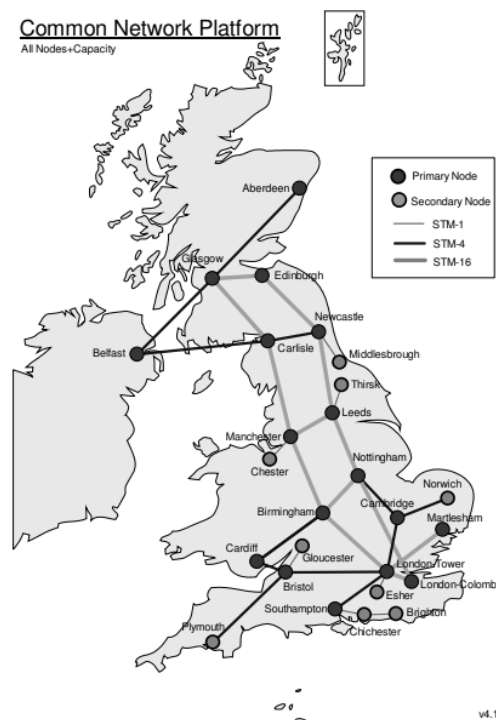 Common Network Platform
All Nodes+Capacity
Primary Node
Secondary Node
STM-1
STM-4
STM-16
Aberdeen
Glasgow
Edinburgh
Newcastle
Belfast
Carlisle
Middlesbrough
Thirsk
Leeds
Manchester
Chester
Nottingham
Norwich
Birmingham
Cambridge
Martlesham
Cardiff
Gloucester
London-Tower
Bristol
London-Colomb
Esher
Southampton
Brighton
Plymouth
Chichester
v4.1